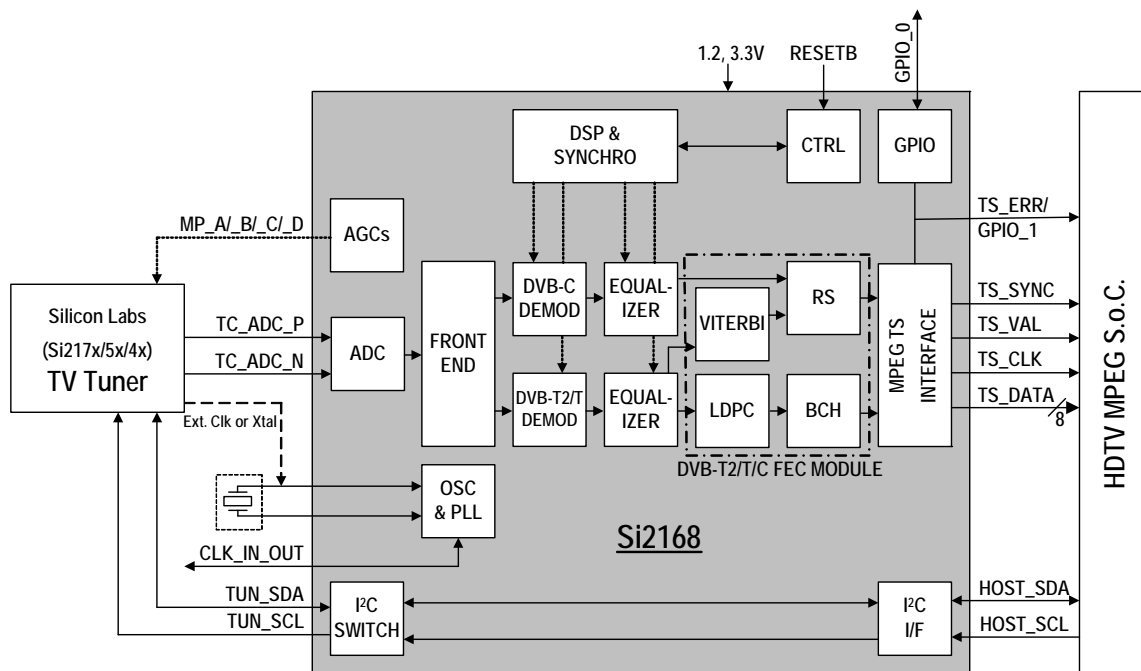 1.2, 3.3V
RESETB
GPIO_0
DSP &
SYNCHRO
CTRL
GPIO
MP_A/_B/_C/_D
AGCs
TS_ERR/
GPIO_1
Silicon Labs
(Si217x/5x/4x)
TV Tuner
TC_ADC_P
TC_ADC_N
ADC
FRONT
END
DVB-C
DEMOD
EQUAL-
IZER
VITERBI
RS
DVB-T2/T
DEMOD
EQUAL-
IZER
LDPC
BCH
DVB-T2/T/C FEC MODULE
MPEG TS
INTERFACE
TS_SYNC
TS_VAL
TS_CLK
TS_DATA
8
HDTV MPEG S.o.C.
Ext. Clk or Xtal
OSC
& PLL
CLK_IN_OUT
Si2168
TUN_SDA
TUN_SCL
I²C
SWITCH
I²C
I/F
HOST_SDA
HOST_SCL